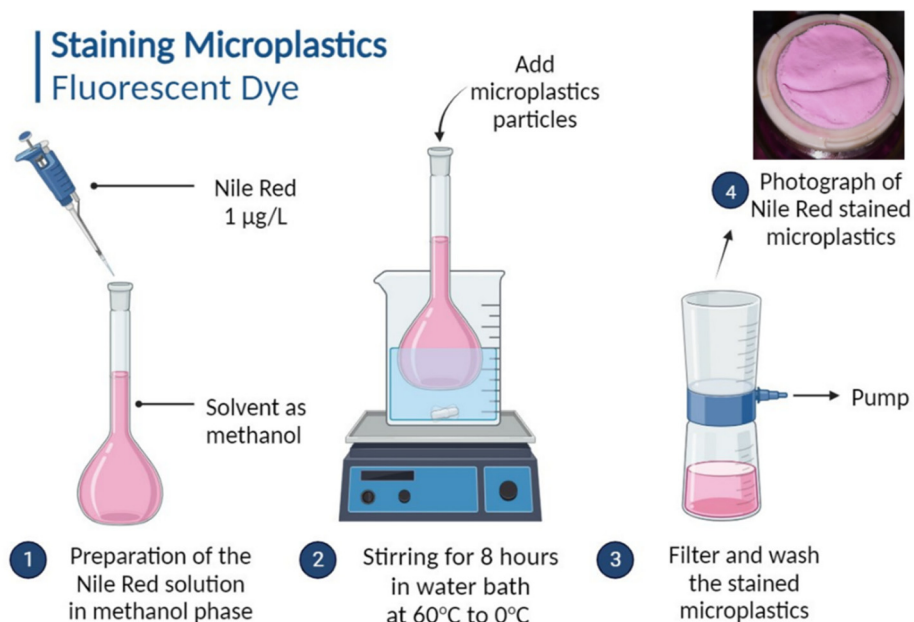 Staining Microplastics
Fluorescent Dye
Nile Red
1 µg/L
Solvent as
methanol
1
Preparation of the
Nile Red solution
in methanol phase
Add
microplastics
particles
2
Stirring for 8 hours
in water bath
at 60°C to 0°C
Pump
3
Filter and wash
the stained
microplastics
4
Photograph of
Nile Red stained
microplastics